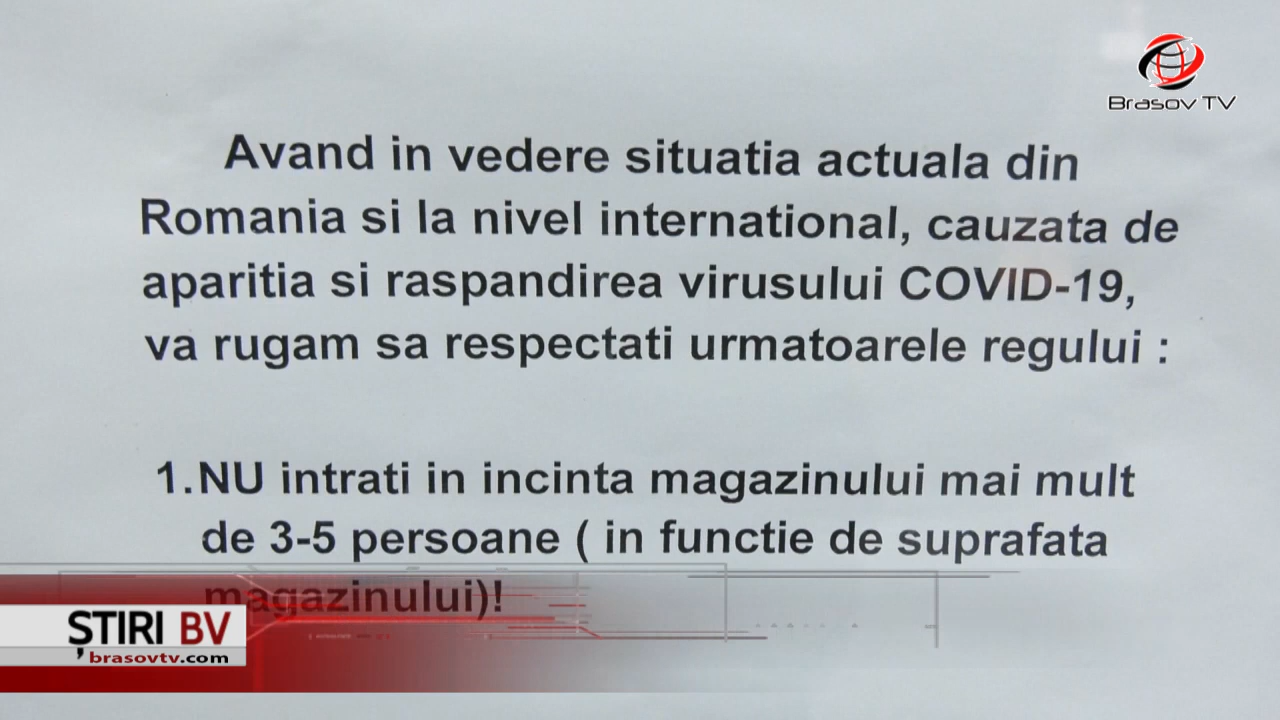 Brasov TV
Avand in vedere situatia actuala din
Romania si la nivel international, cauzata de
aparitia si raspandirea virusului COVID-19,
va rugam sa respectati urmatoarele regului :
1.NU intrati in incinta magazinului mai mult
de 3-5 persoane ( in functie de suprafata
magazinului)!
ȘTIRI BV
brasovtv.com